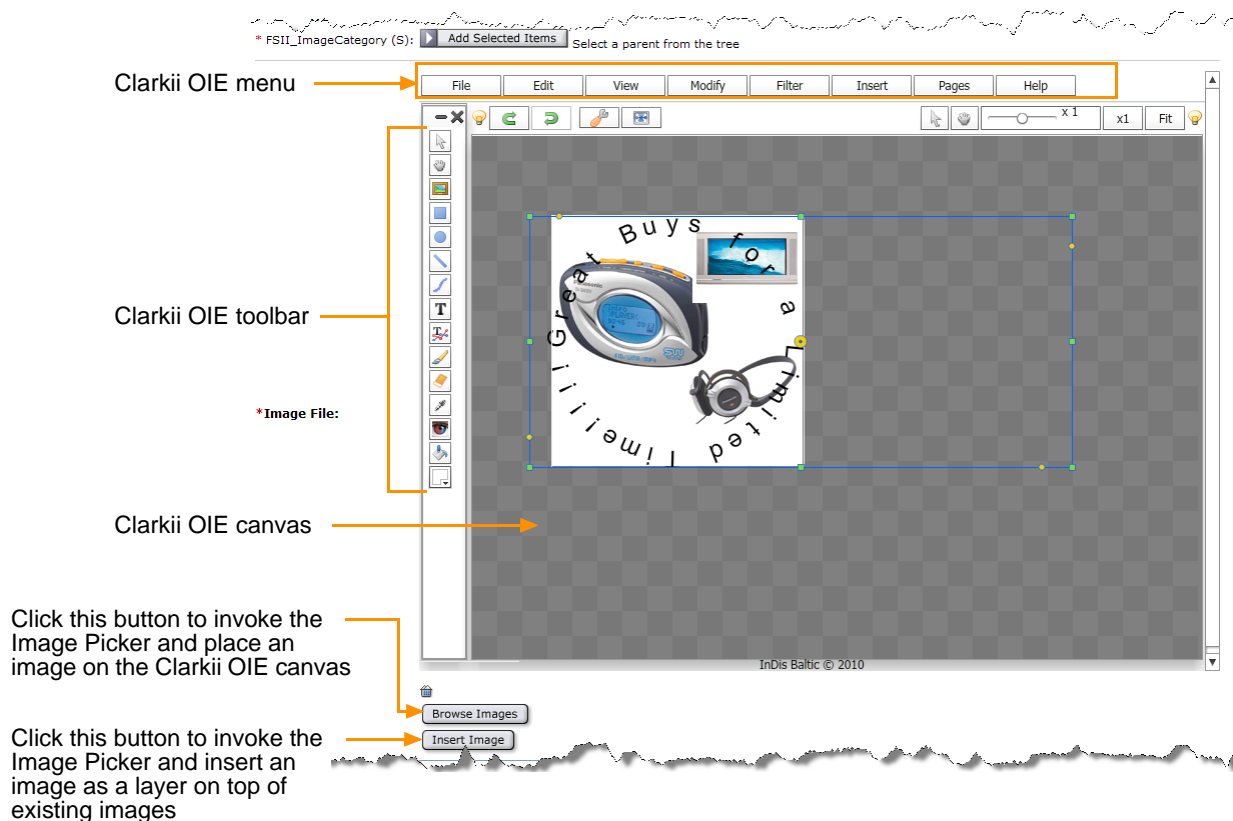 * FSII_ImageCategory (S): Add Selected Items Select a parent from the tree
Clarkii OIE menu
File Edit View Modify Filter Insert Pages Help
x 1 x1 Fit
Clarkii OIE toolbar
T
Great Buys for a Limited Time!!!!
Panasonic
*Image File:
Clarkii OIE canvas
InDis Baltic © 2010
Click this button to invoke the
Image Picker and place an
image on the Clarkii OIE canvas
Browse Images
Click this button to invoke the
Image Picker and insert an
image as a layer on top of
existing images
Insert Image